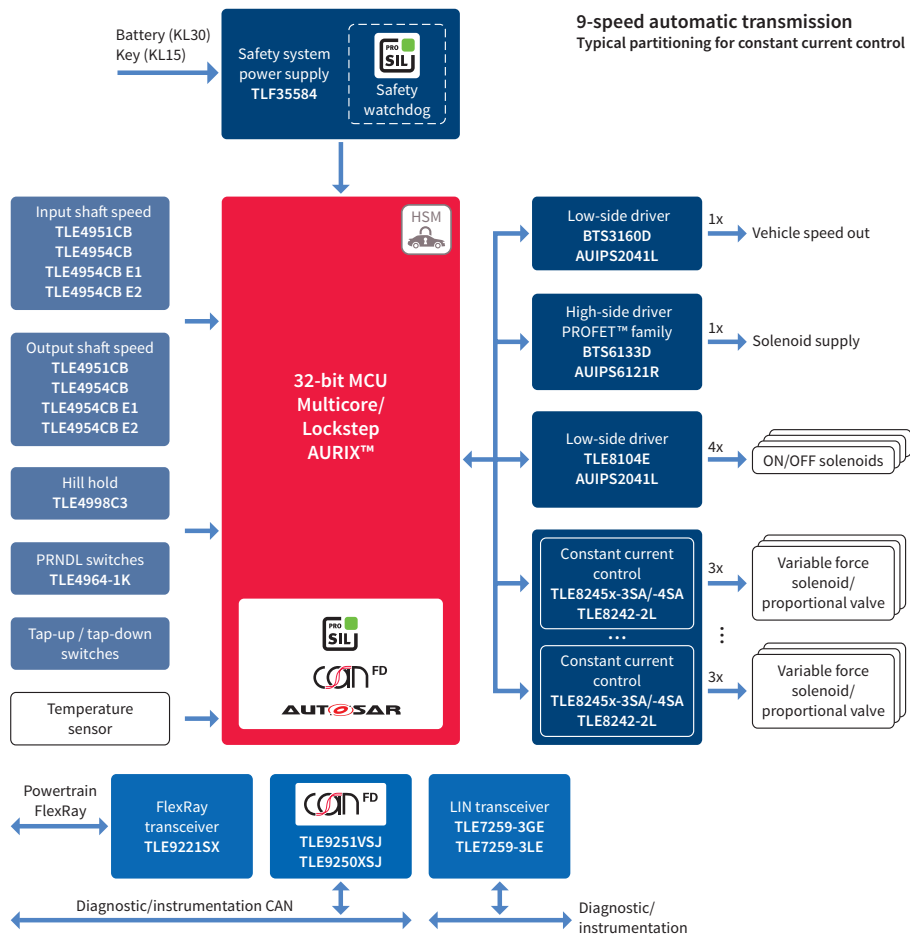 9-speed automatic transmission
Typical partitioning for constant current control
Battery (KL30)
Key (KL15)
Safety system
power supply
TLF35584
PRO
SIL
Safety
watchdog
Input shaft speed
TLE4951CB
TLE4954CB
TLE4954CB E1
TLE4954CB E2
Output shaft speed
TLE4951CB
TLE4954CB
TLE4954CB E1
TLE4954CB E2
Hill hold
TLE4998C3
PRNDL switches
TLE4964-1K
Tap-up / tap-down
switches
Temperature
sensor
HSM
32-bit MCU
Multicore/
Lockstep
AURIX™
PRO
SIL
CAN FD
AUTOSAR
Low-side driver
BTS3160D
AUIPS2041L
1x
Vehicle speed out
High-side driver
PROFET™ family
BTS6133D
AUIPS6121R
1x
Solenoid supply
Low-side driver
TLE8104E
AUIPS2041L
4x
ON/OFF solenoids
Constant current
control
TLE8245x-3SA/-4SA
TLE8242-2L
3x
Variable force
solenoid/
proportional valve
...
⋮
Constant current
control
TLE8245x-3SA/-4SA
TLE8242-2L
3x
Variable force
solenoid/
proportional valve
Powertrain
FlexRay
FlexRay
transceiver
TLE9221SX
CAN FD
TLE9251VSJ
TLE9250XSJ
LIN transceiver
TLE7259-3GE
TLE7259-3LE
Diagnostic/instrumentation CAN
Diagnostic/
instrumentation